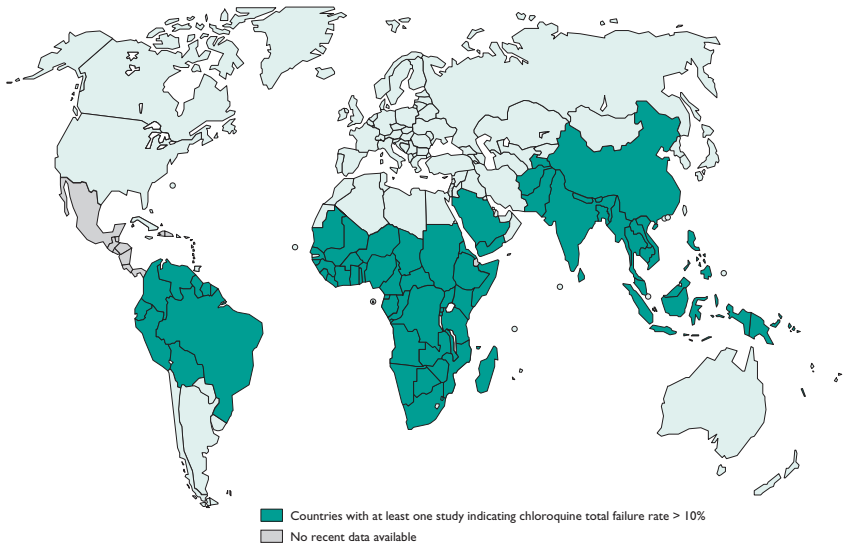 Countries with at least one study indicating chloroquine total failure rate > 10%
No recent data available